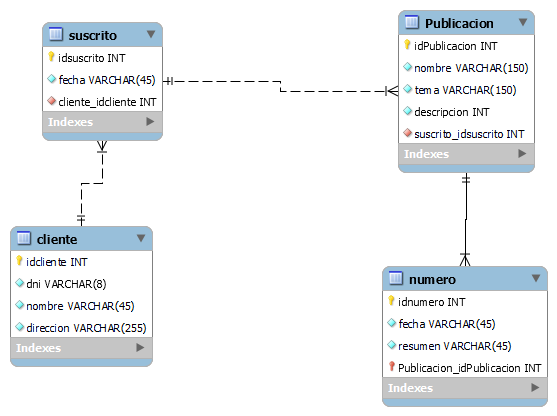 suscrito
idsuscrito INT
fecha VARCHAR(45)
cliente_idcliente INT
Indexes
Publicacion
idPublicacion INT
nombre VARCHAR(150)
tema VARCHAR(150)
descripcion INT
suscrito_idsuscrito INT
Indexes
cliente
idcliente INT
dni VARCHAR(8)
nombre VARCHAR(45)
direccion VARCHAR(255)
Indexes
numero
idnumero INT
fecha VARCHAR(45)
resumen VARCHAR(45)
Publicacion_idPublicacion INT
Indexes